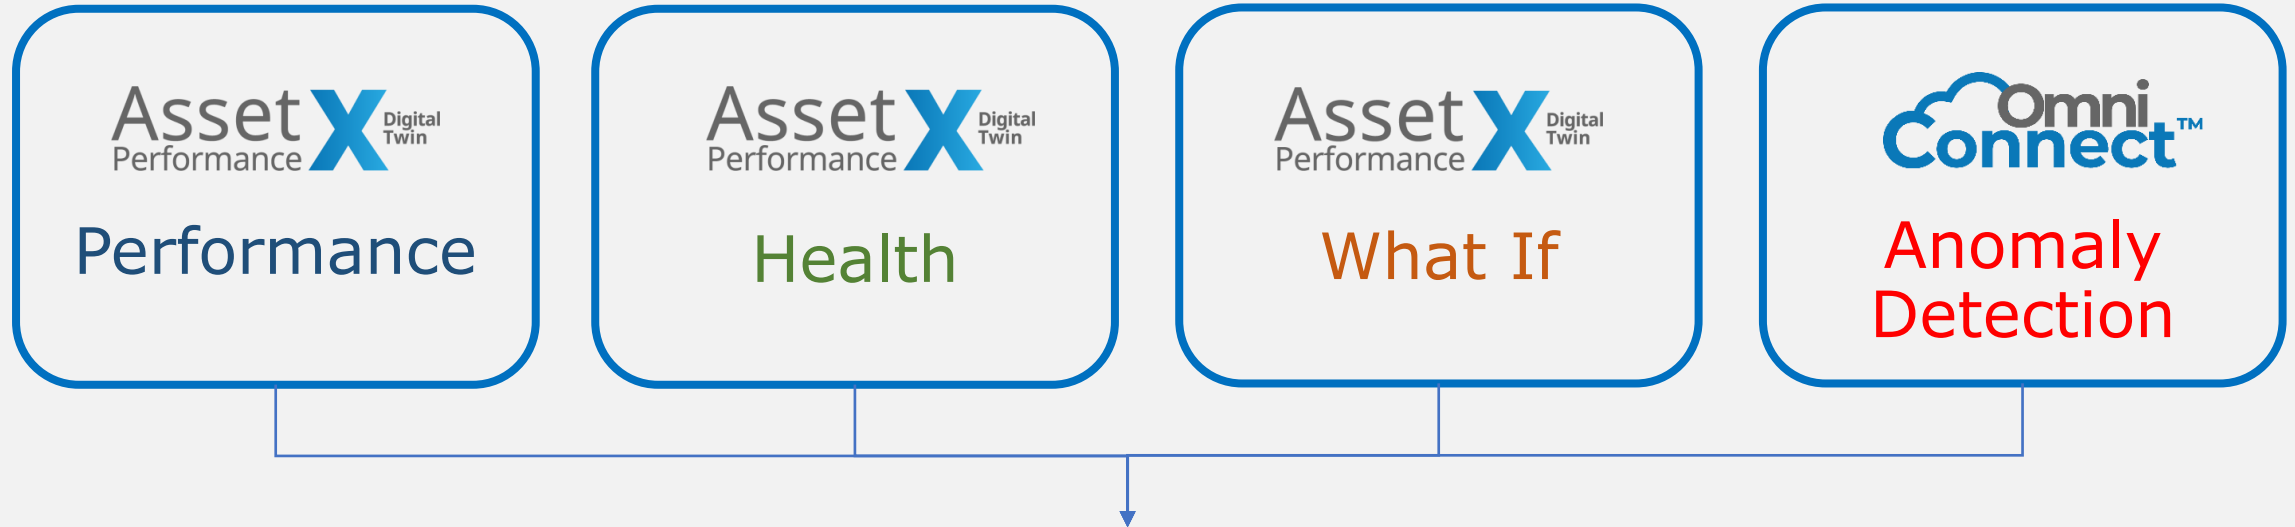 Asset X Digital
Performance Twin
Performance
Asset X Digital
Performance Twin
Health
Asset X Digital
Performance Twin
What If
Omni
Connect™
Anomaly
Detection